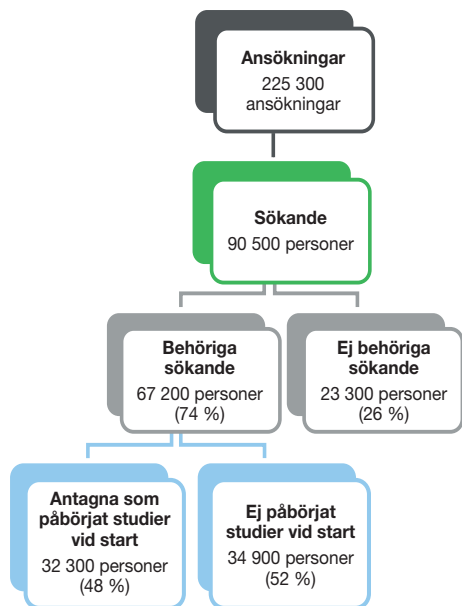 Ansökningar
225 300
ansökningar
Sökande
90 500 personer
Behöriga
sökande
67 200 personer
(74 %)
Ej behöriga
sökande
23 300 personer
(26 %)
Antagna som
påbörjat studier
vid start
32 300 personer
(48 %)
Ej påbörjat
studier vid start
34 900 personer
(52 %)